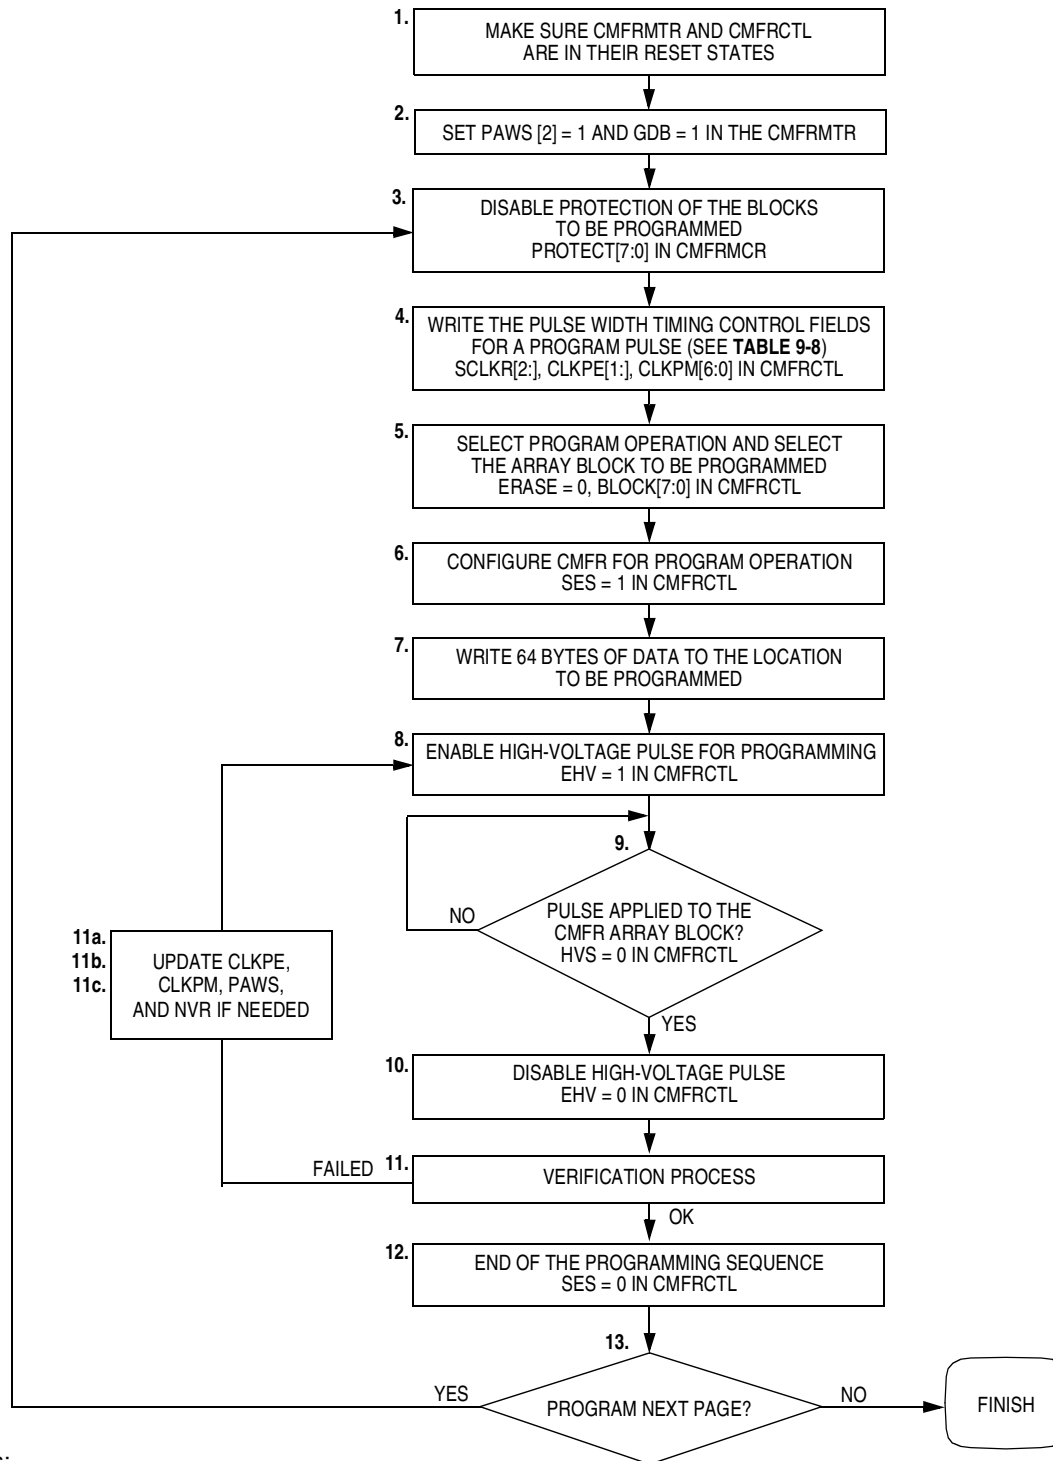 1.
MAKE SURE CMFRMTR AND CMFRCTL
ARE IN THEIR RESET STATES
2.
SET PAWS [2] = 1 AND GDB = 1 IN THE CMFRMTR
3.
DISABLE PROTECTION OF THE BLOCKS
TO BE PROGRAMMED
PROTECT[7:0] IN CMFRMCR
4.
WRITE THE PULSE WIDTH TIMING CONTROL FIELDS
FOR A PROGRAM PULSE (SEE TABLE 9-8)
SCLKR[2:], CLKPE[1:], CLKPM[6:0] IN CMFRCTL
5.
SELECT PROGRAM OPERATION AND SELECT
THE ARRAY BLOCK TO BE PROGRAMMED
ERASE = 0, BLOCK[7:0] IN CMFRCTL
6.
CONFIGURE CMFR FOR PROGRAM OPERATION
SES = 1 IN CMFRCTL
7.
WRITE 64 BYTES OF DATA TO THE LOCATION
TO BE PROGRAMMED
8.
ENABLE HIGH-VOLTAGE PULSE FOR PROGRAMMING
EHV = 1 IN CMFRCTL
9.
NO
PULSE APPLIED TO THE
CMFR ARRAY BLOCK?
HVS = 0 IN CMFRCTL
YES
11a.
11b.
11c.
UPDATE CLKPE,
CLKPM, PAWS,
AND NVR IF NEEDED
10.
DISABLE HIGH-VOLTAGE PULSE
EHV = 0 IN CMFRCTL
FAILED
11.
VERIFICATION PROCESS
OK
12.
END OF THE PROGRAMMING SEQUENCE
SES = 0 IN CMFRCTL
13.
YES
PROGRAM NEXT PAGE?
NO
FINISH